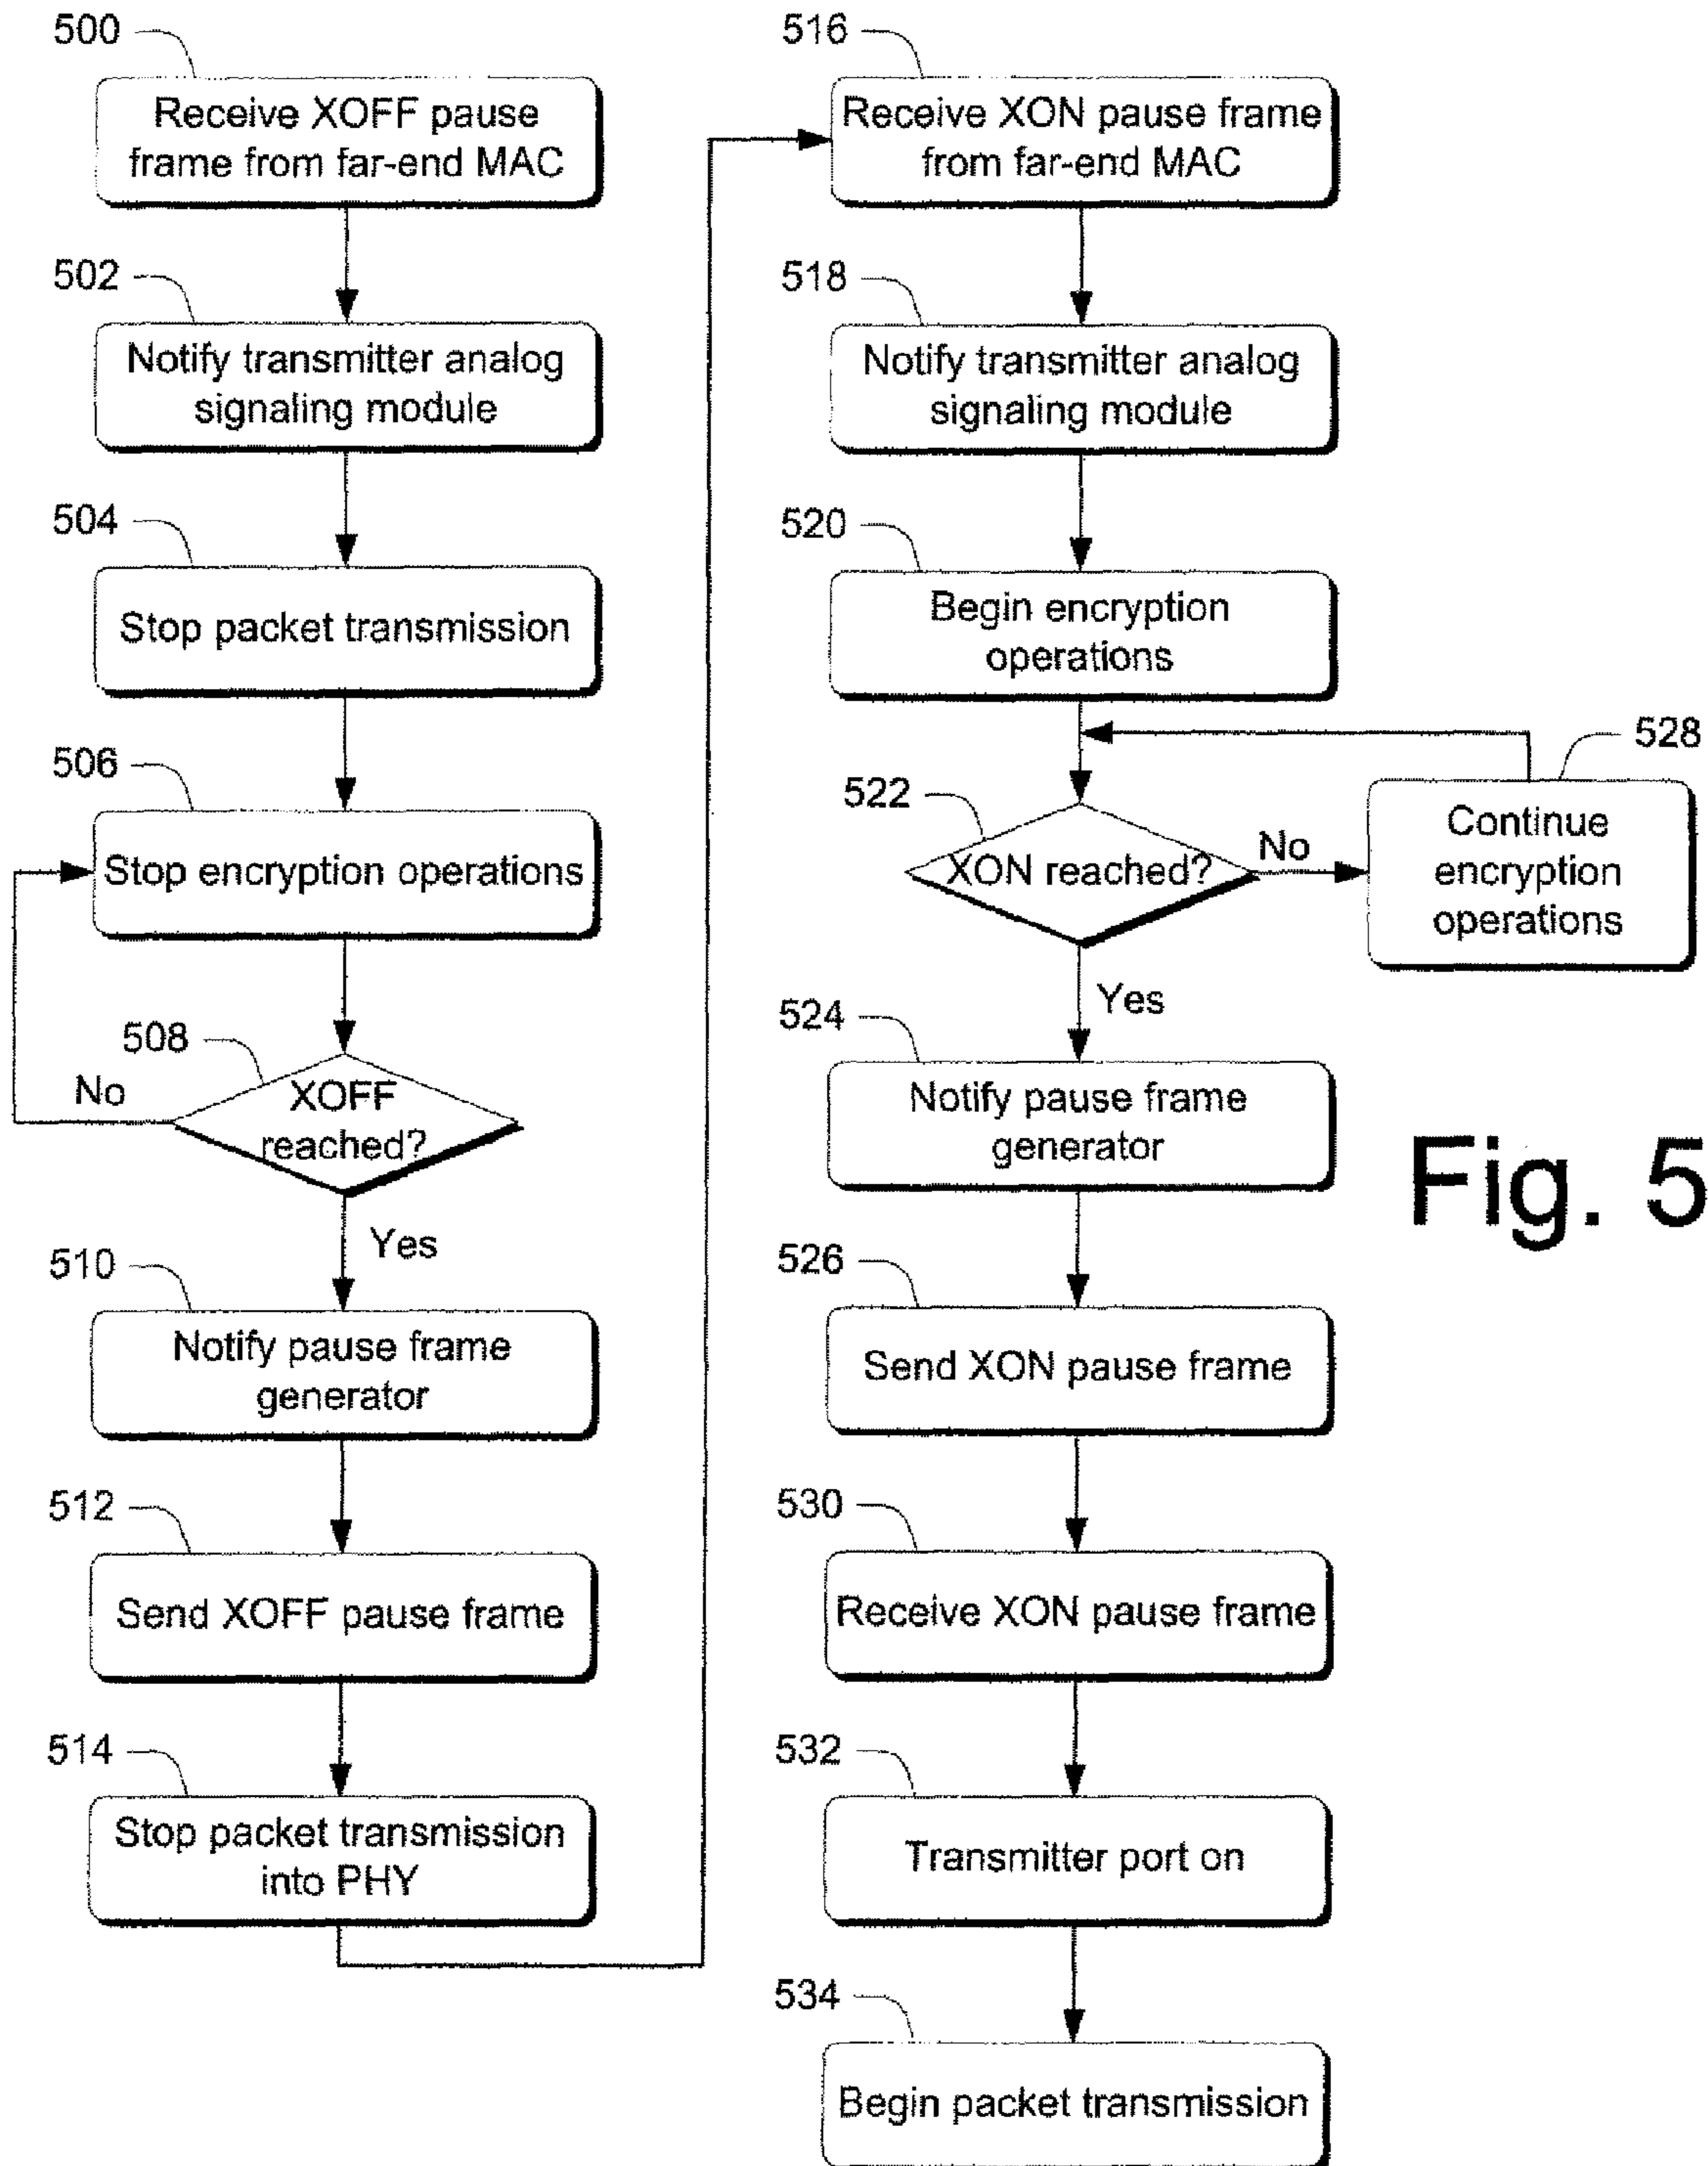 500
Receive XOFF pause
frame from far-end MAC
502
Notify transmitter analog
signaling module
504
Stop packet transmission
506
Stop encryption operations
508
No
XOFF
reached?
Yes
510
Notify pause frame
generator
512
Send XOFF pause frame
514
Stop packet transmission
into PHY
516
Receive XON pause frame
from far-end MAC
518
Notify transmitter analog
signaling module
520
Begin encryption
operations
522
XON reached?
No
528
Continue
encryption
operations
Yes
524
Notify pause frame
generator
526
Send XON pause frame
530
Receive XON pause frame
532
Transmitter port on
534
Begin packet transmission
Fig. 5